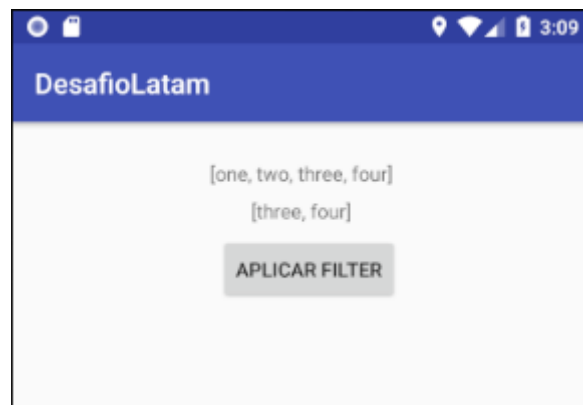 3:09
DesafioLatam
[one, two, three, four]
[three, four]
APLICAR FILTER